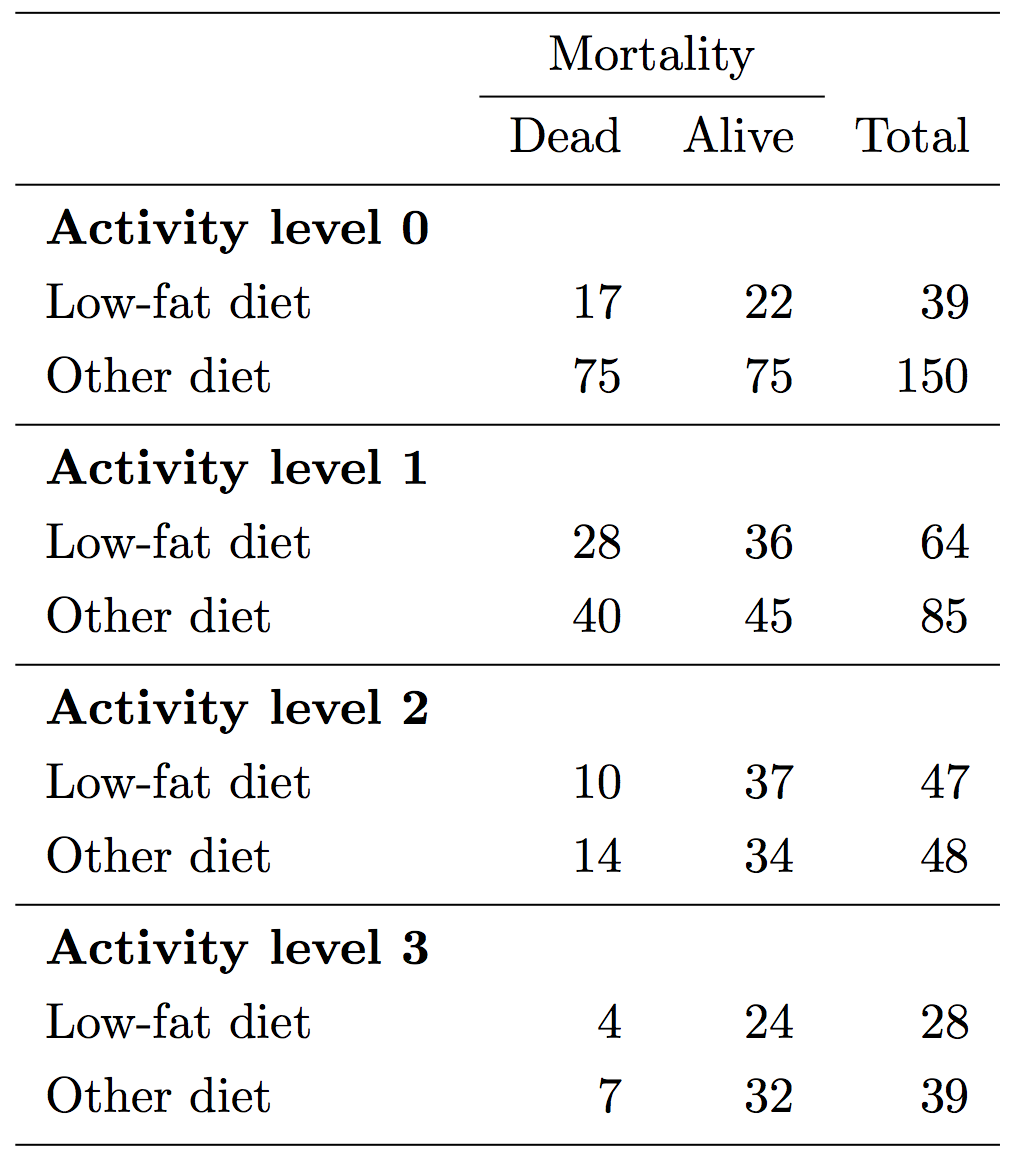 Mortality
Dead Alive Total
Activity level 0
Low-fat diet 17 22 39
Other diet 75 75 150
Activity level 1
Low-fat diet 28 36 64
Other diet 40 45 85
Activity level 2
Low-fat diet 10 37 47
Other diet 14 34 48
Activity level 3
Low-fat diet 4 24 28
Other diet 7 32 39